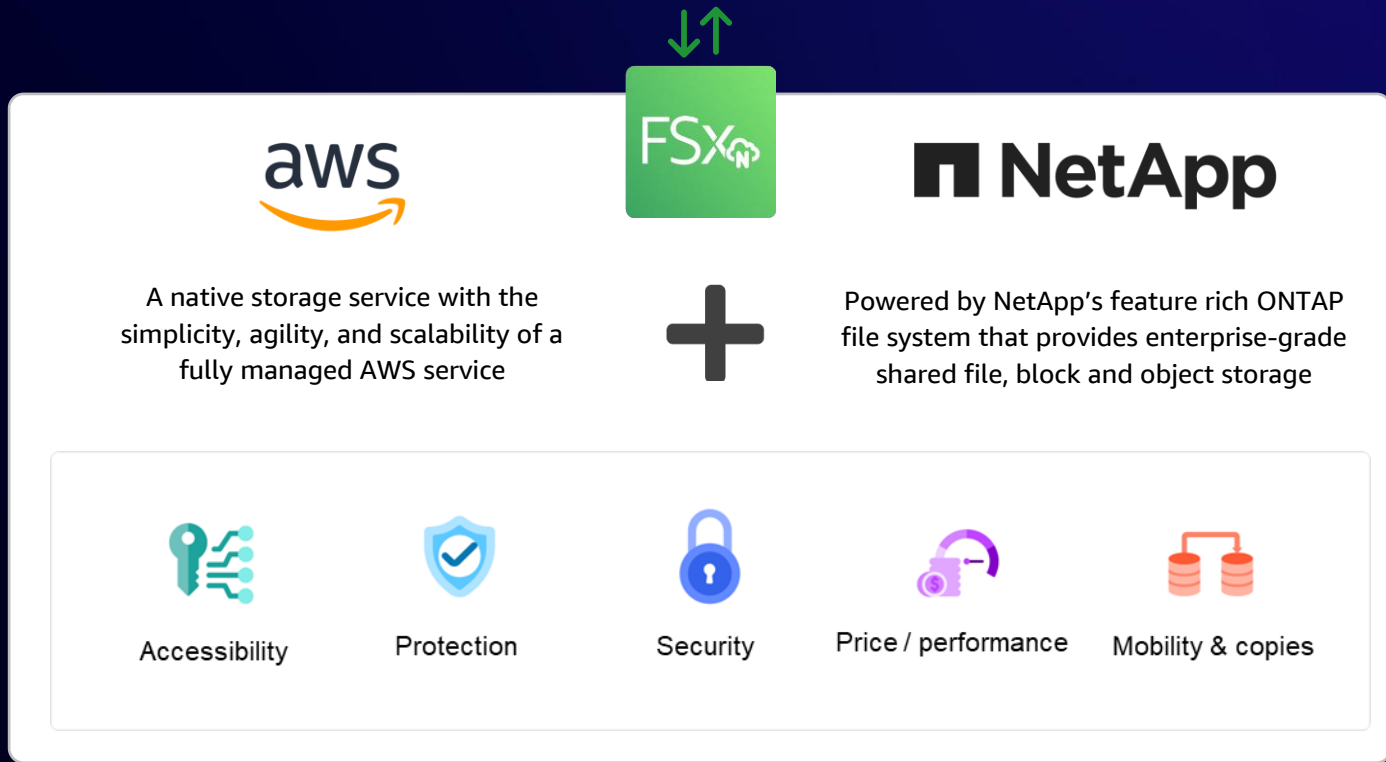 FSx
N
aws
NetApp
A native storage service with the
simplicity, agility, and scalability of a
fully managed AWS service
Powered by NetApp’s feature rich ONTAP
file system that provides enterprise-grade
shared file, block and object storage
$
Accessibility
Protection
Security
Price / performance
Mobility & copies